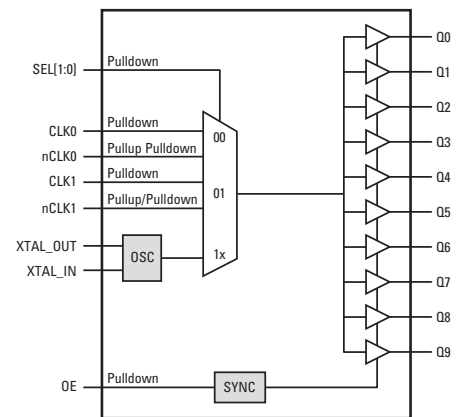 SEL[1:0] Pulldown
CLK0 Pulldown
nCLK0 Pullup Pulldown
CLK1 Pulldown
nCLK1 Pullup/Pulldown
XTAL_OUT
XTAL_IN
OSC
00
01
1x
OE Pulldown
SYNC
Q0
Q1
Q2
Q3
Q4
Q5
Q6
Q7
Q8
Q9